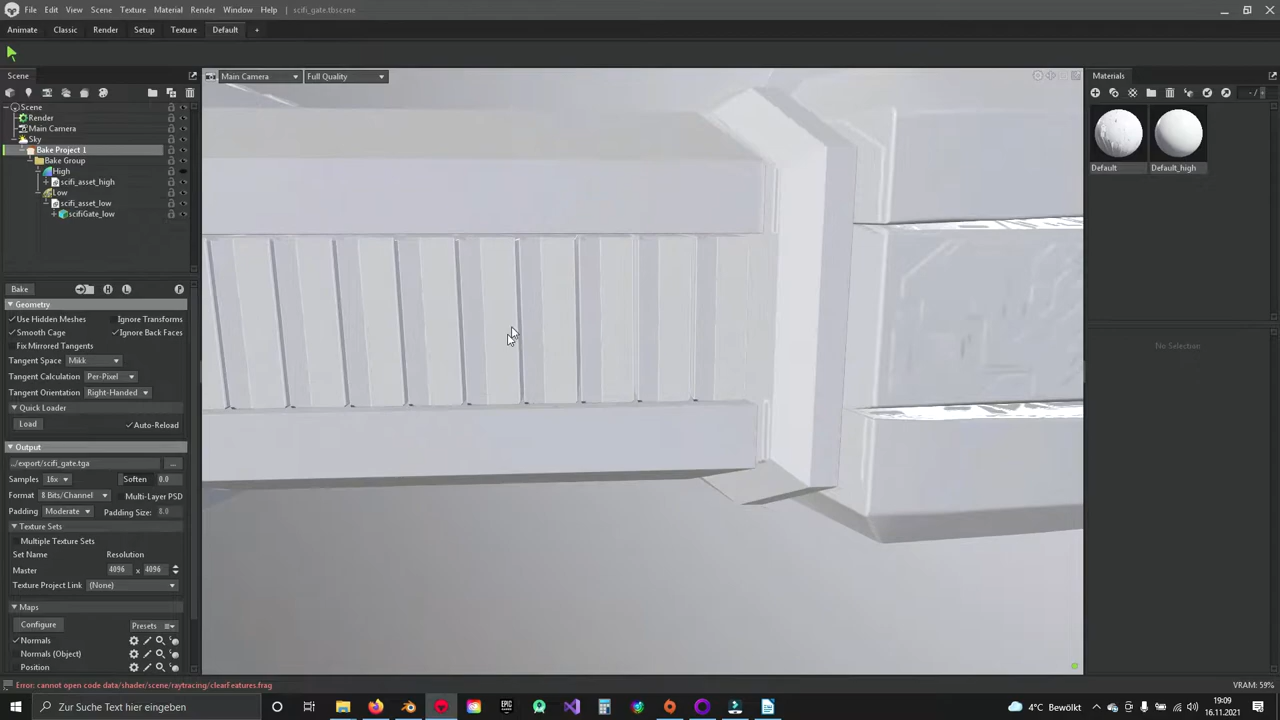 File Edit View Scene Texture Material Render Window Help scifi_gate.tbscene
Animate Classic Render Setup Texture Default +
Scene
Main Camera Full Quality
Materials
- /
Scene
Render
Main Camera
Sky
Bake Project 1
Bake Group
High
scifi_asset_high
Low
scifi_asset_low
scifiGate_low
Default Default_high
Bake H L P
Geometry
Use Hidden Meshes Ignore Transforms
Smooth Cage Ignore Back Faces
Fix Mirrored Tangents
Tangent Space Mikk
Tangent Calculation Per-Pixel
Tangent Orientation Right-Handed
Quick Loader
Load Auto-Reload
Output
../export/scifi_gate.tga ...
Samples 16x Soften 0.0
Format 8 Bits/Channel Multi-Layer PSD
Padding Moderate Padding Size: 8.0
Texture Sets
Multiple Texture Sets
Set Name Resolution
Master 4096 x 4096
Texture Project Link (None)
Maps
Configure Presets
Normals
Normals (Object)
Position
No Selection
Error: cannot open code data/shader/scene/raytracing/clearFeatures.frag
VRAM: 59%
Zur Suche Text hier eingeben
EPIC
4°C Bewölkt
19:09
16.11.2021